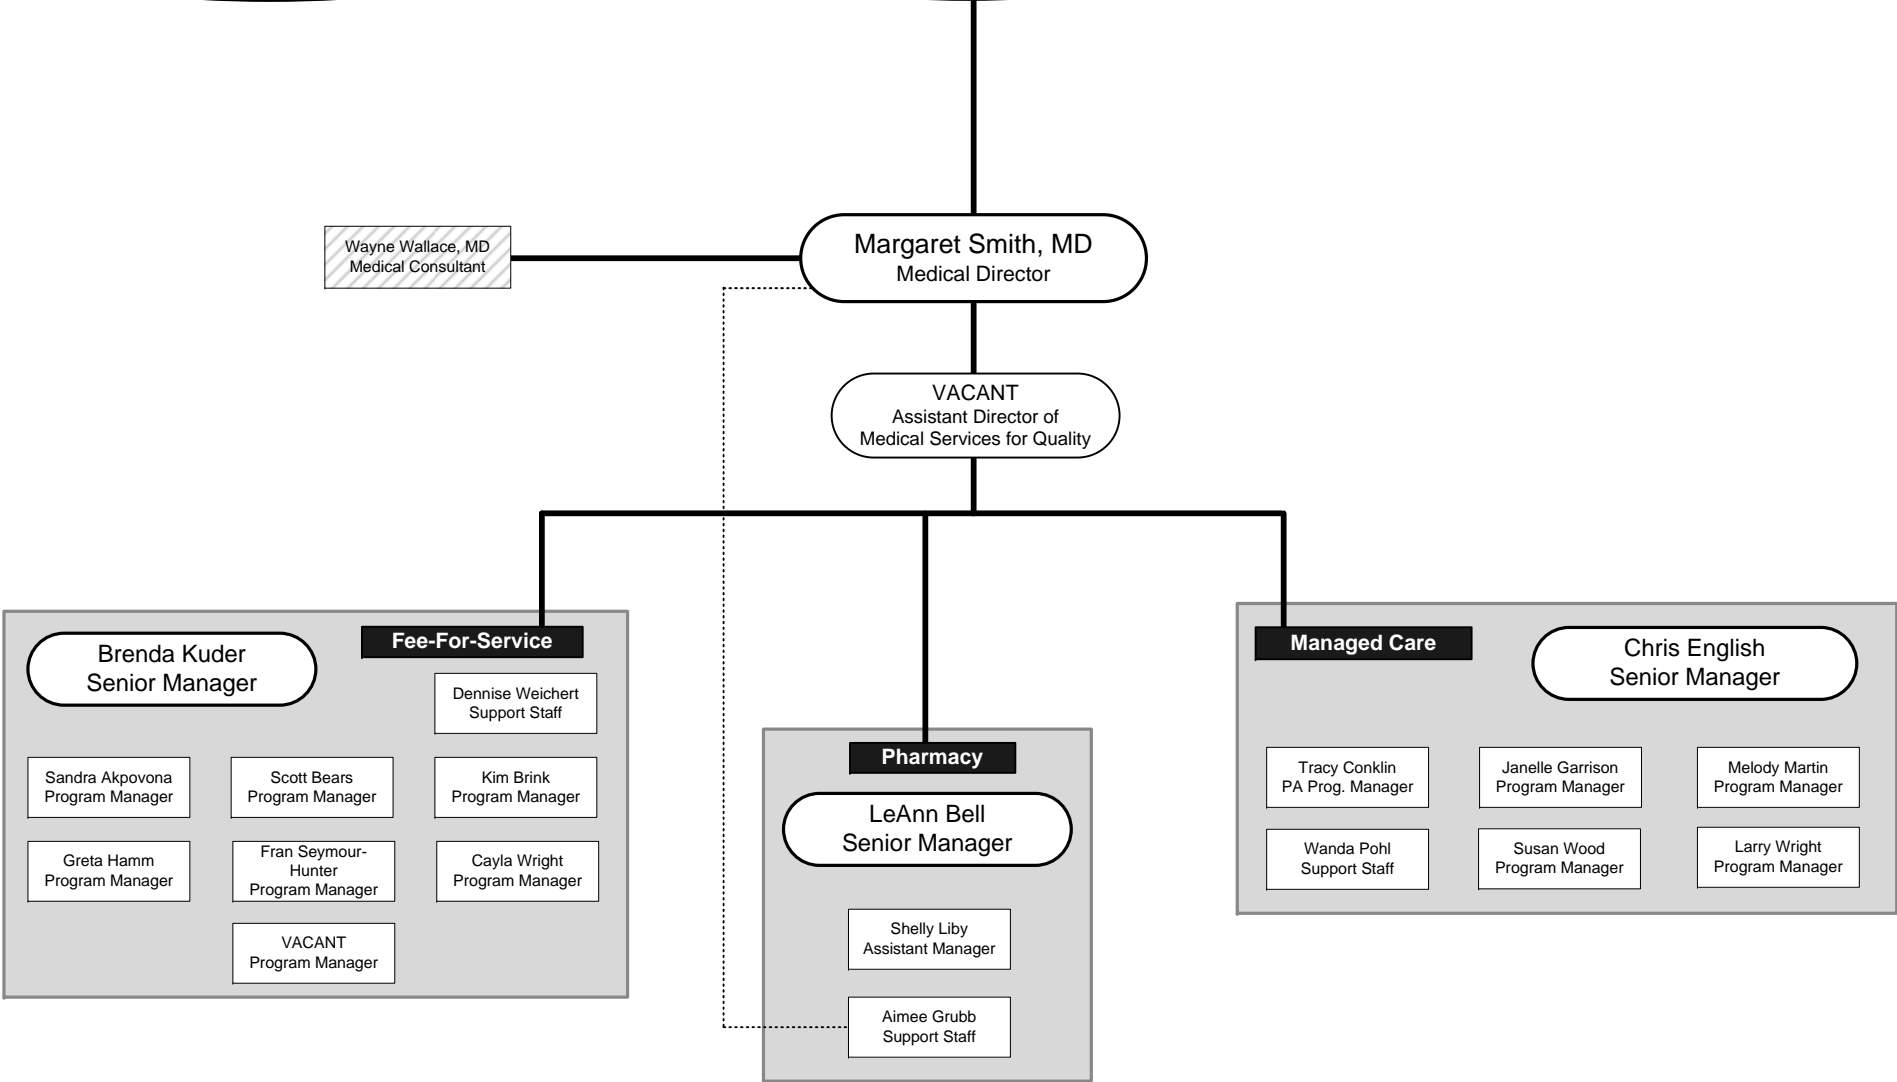 Wayne Wallace, MD
Medical Consultant
Margaret Smith, MD
Medical Director
VACANT
Assistant Director of
Medical Services for Quality
Brenda Kuder
Senior Manager
Fee-For-Service
Dennise Weichert
Support Staff
Sandra Akpovona
Program Manager
Scott Bears
Program Manager
Kim Brink
Program Manager
Greta Hamm
Program Manager
Fran Seymour-
Hunter
Program Manager
Cayla Wright
Program Manager
VACANT
Program Manager
Pharmacy
LeAnn Bell
Senior Manager
Shelly Liby
Assistant Manager
Aimee Grubb
Support Staff
Managed Care
Chris English
Senior Manager
Tracy Conklin
PA Prog. Manager
Janelle Garrison
Program Manager
Melody Martin
Program Manager
Wanda Pohl
Support Staff
Susan Wood
Program Manager
Larry Wright
Program Manager